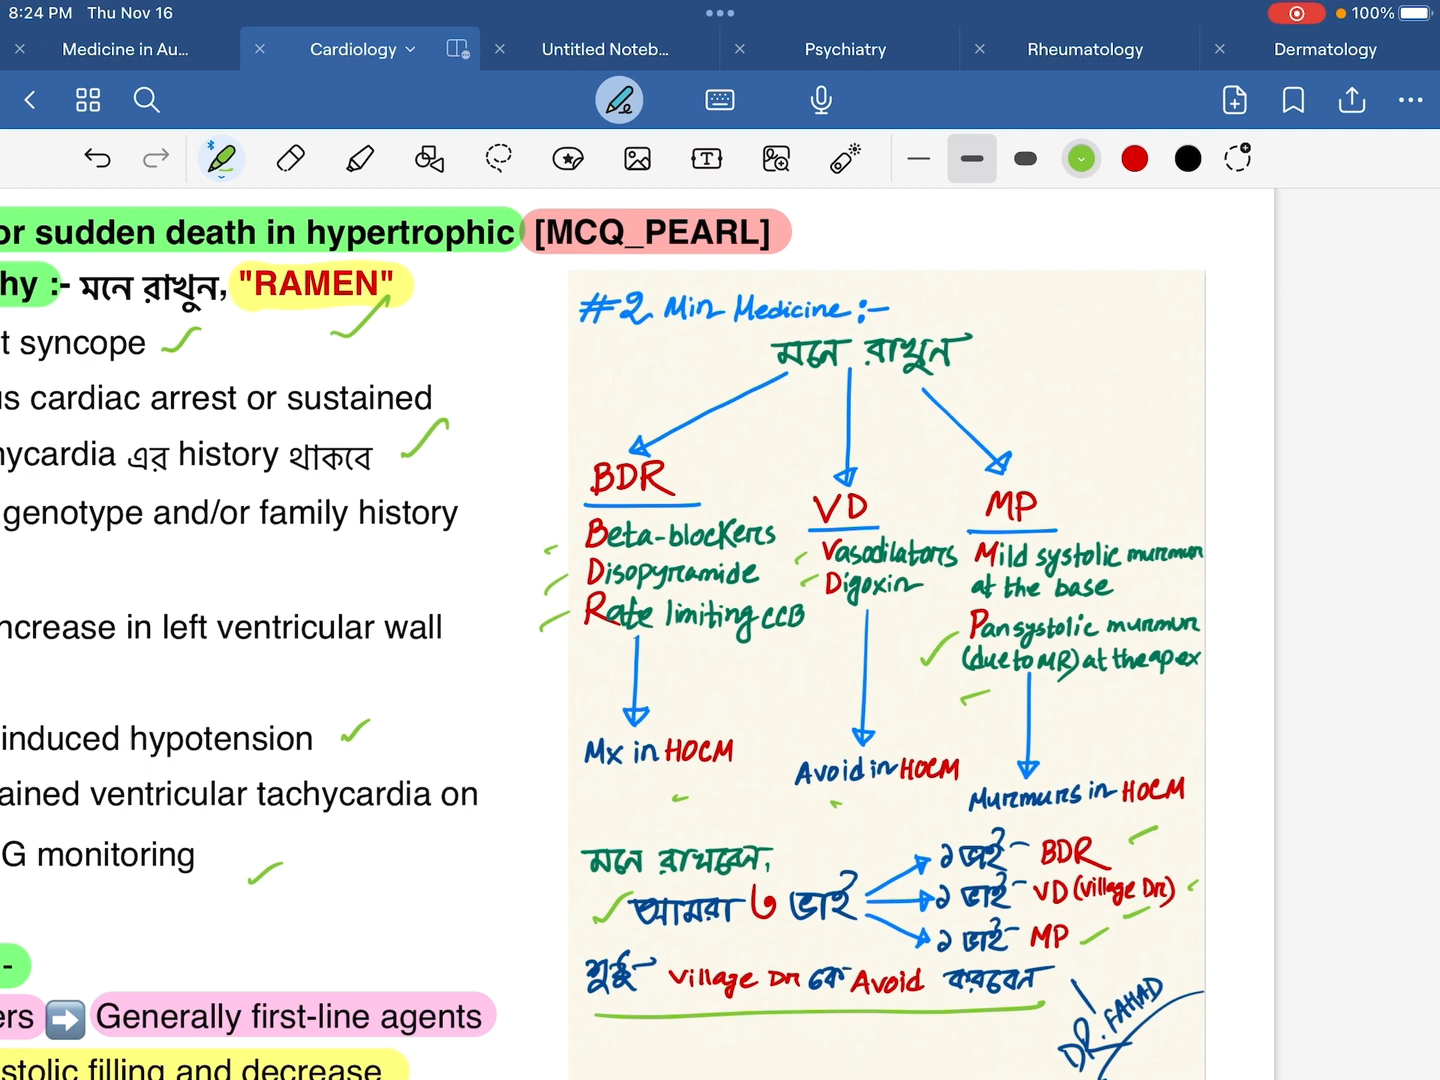 8:24 PM Thu Nov 16
100%
Medicine in Au...
Cardiology
Untitled Noteb...
Psychiatry
Rheumatology
Dermatology
or sudden death in hypertrophic [MCQ_PEARL]
hy :- মনে রাখুন, "RAMEN"
t syncope
us cardiac arrest or sustained
hycardia এর history থাকবে
genotype and/or family history
ncrease in left ventricular wall
induced hypotension
ained ventricular tachycardia on
G monitoring
-
ers ➡ Generally first-line agents
stolic filling and decrease
#2 Min Medicine:-
মনে রাখুন
BDR
Beta-blockers
Disopyramide
Rate limiting CCB
Mx in HOCM
VD
Vasodilators
Digoxin
Avoid in HOCM
MP
Mild systolic murmur
at the base
Pansystolic murmur
(due to MR) at the apex
Murmurs in HOCM
মনে রাখবেন,
আমরা ৩ ভাই
১ ভাই - BDR
১ ভাই - VD (Village Dr)
১ ভাই - MP
Village Dr কে Avoid করবেন
DR. FAHAD